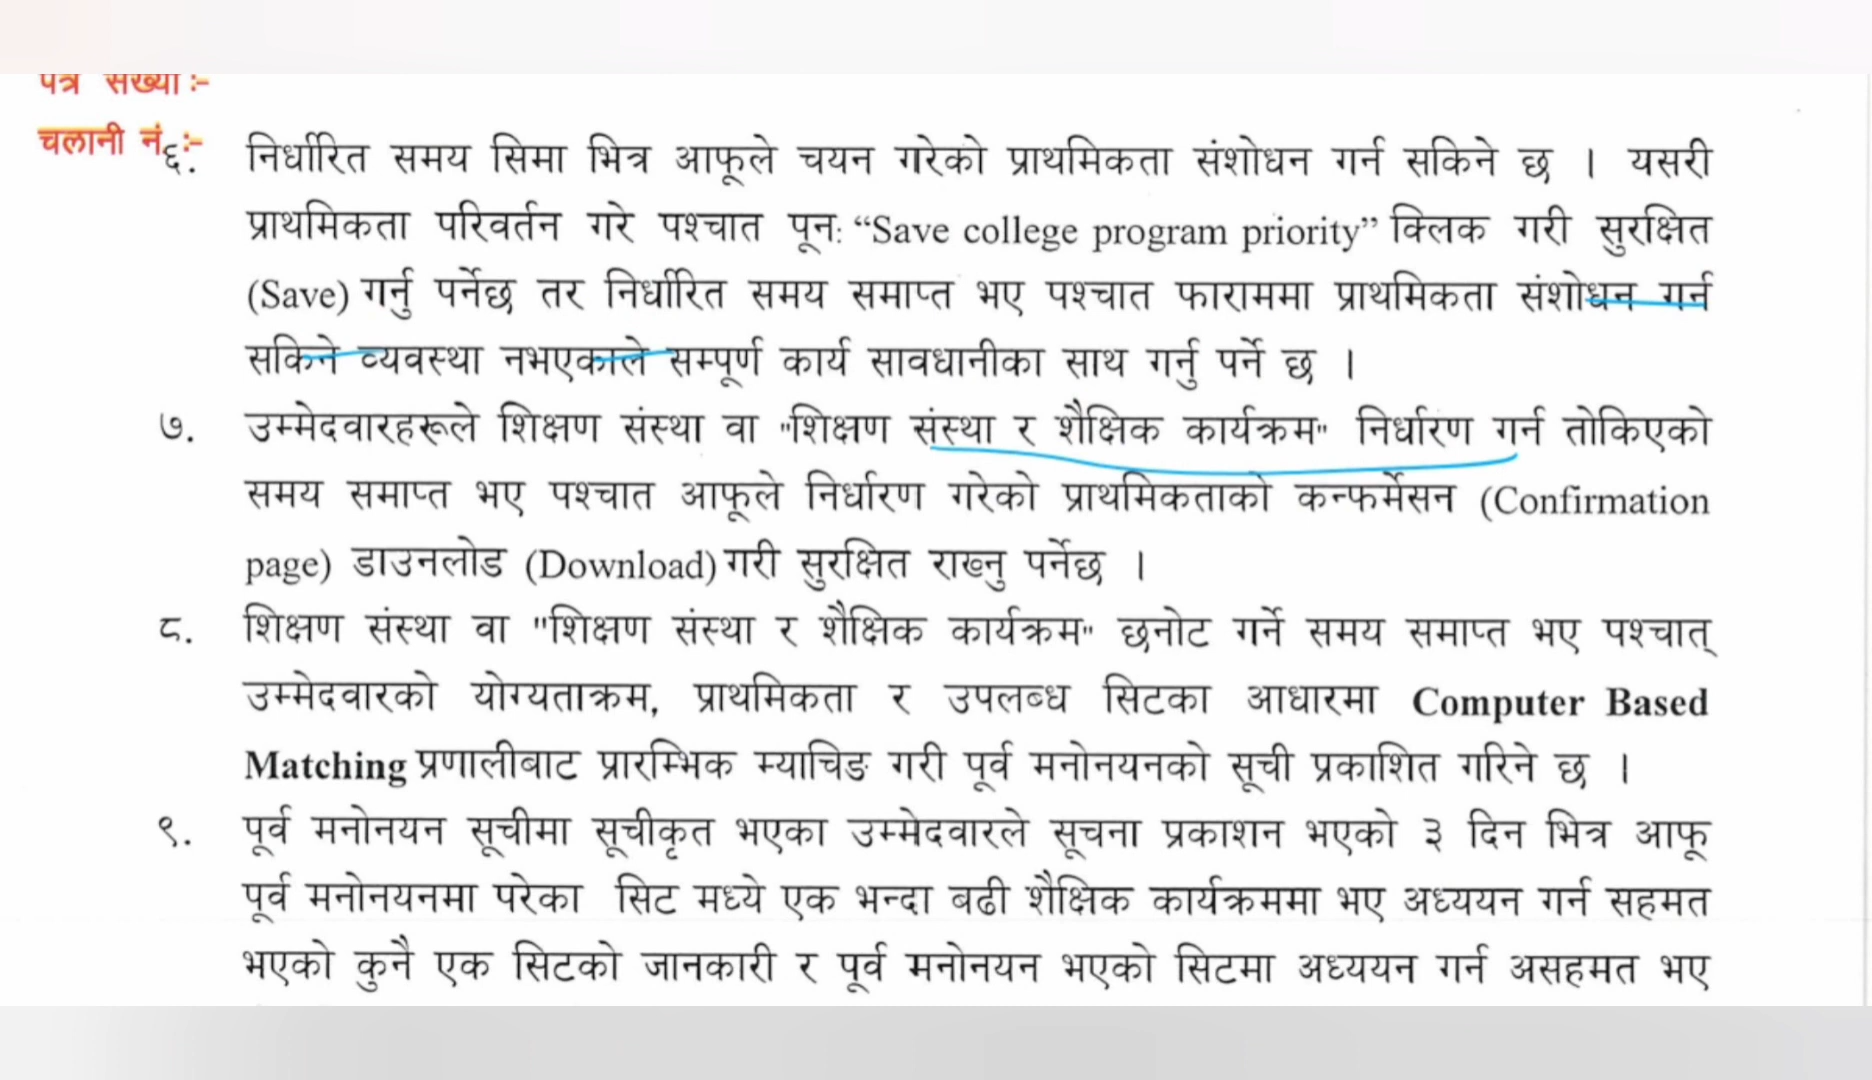 पत्र संख्या :-
चलानी नं :-
६. निर्धारित समय सिमा भित्र आफूले चयन गरेको प्राथमिकता संशोधन गर्न सकिने छ । यसरी
प्राथमिकता परिवर्तन गरे पश्चात पूनः “Save college program priority” क्लिक गरी सुरक्षित
(Save) गर्नु पर्नेछ तर निर्धारित समय समाप्त भए पश्चात फाराममा प्राथमिकता संशोधन गर्न
सकिने व्यवस्था नभएकाले सम्पूर्ण कार्य सावधानीका साथ गर्नु पर्ने छ ।
७. उम्मेदवारहरूले शिक्षण संस्था वा "शिक्षण संस्था र शैक्षिक कार्यक्रम" निर्धारण गर्न तोकिएको
समय समाप्त भए पश्चात आफूले निर्धारण गरेको प्राथमिकताको कन्फर्मेसन (Confirmation
page) डाउनलोड (Download) गरी सुरक्षित राख्नु पर्नेछ ।
८. शिक्षण संस्था वा "शिक्षण संस्था र शैक्षिक कार्यक्रम" छनोट गर्ने समय समाप्त भए पश्चात्
उम्मेदवारको योग्यताक्रम, प्राथमिकता र उपलब्ध सिटका आधारमा Computer Based
Matching प्रणालीबाट प्रारम्भिक म्याचिङ गरी पूर्व मनोनयनको सूची प्रकाशित गरिने छ ।
९. पूर्व मनोनयन सूचीमा सूचीकृत भएका उम्मेदवारले सूचना प्रकाशन भएको ३ दिन भित्र आफू
पूर्व मनोनयनमा परेका सिट मध्ये एक भन्दा बढी शैक्षिक कार्यक्रममा भए अध्ययन गर्न सहमत
भएको कुनै एक सिटको जानकारी र पूर्व मनोनयन भएको सिटमा अध्ययन गर्न असहमत भए